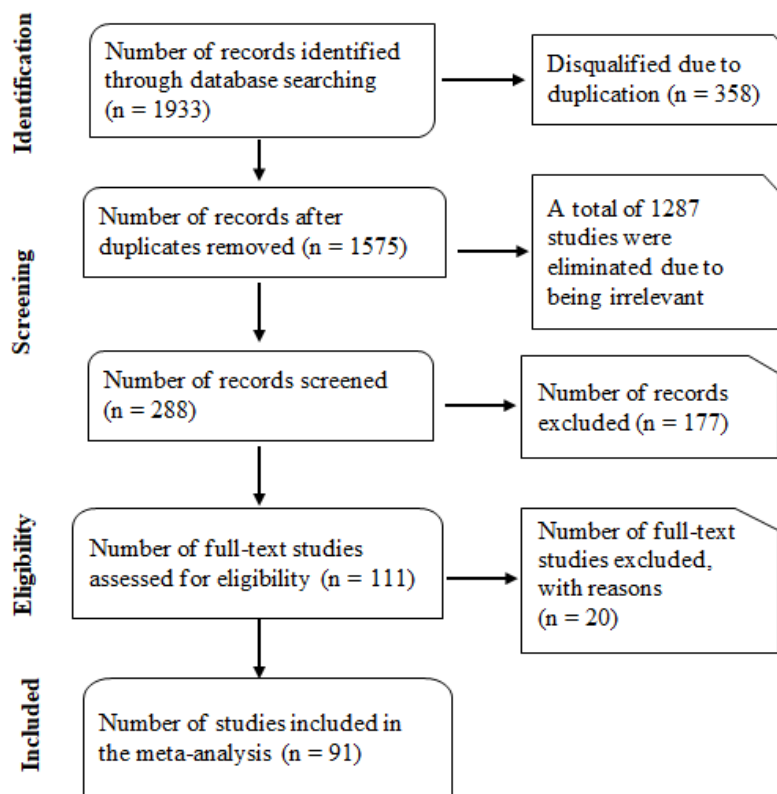 Identification
Number of records identified
through database searching
(n = 1933)
Disqualified due to
duplication (n = 358)
Screening
Number of records after
duplicates removed (n = 1575)
A total of 1287
studies were
eliminated due to
being irrelevant
Number of records screened
(n = 288)
Number of records
excluded (n = 177)
Eligibility
Number of full-text studies
assessed for eligibility (n = 111)
Number of full-text
studies excluded,
with reasons
(n = 20)
Included
Number of studies included in
the meta-analysis (n = 91)